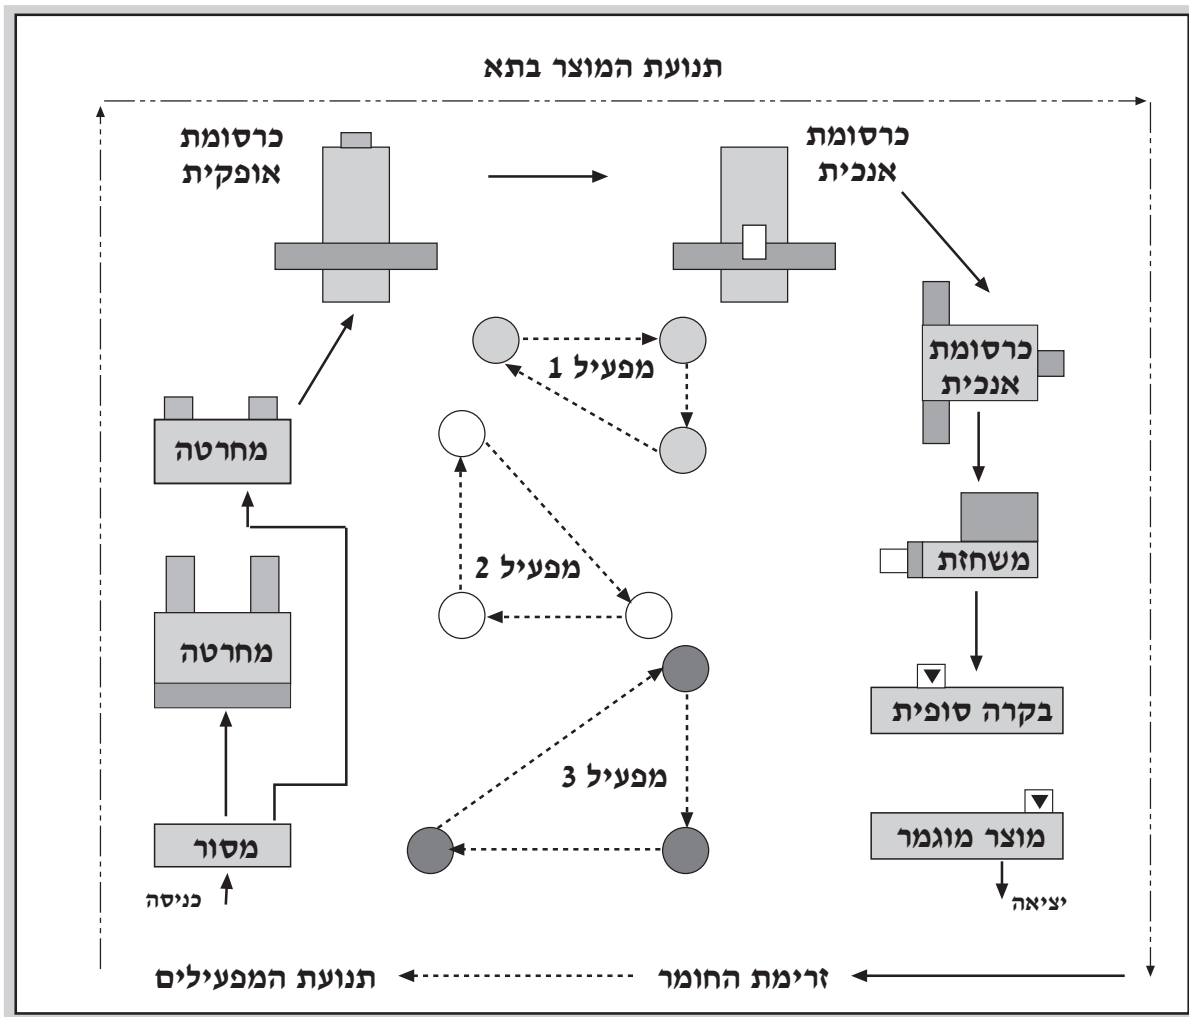 תנועת המוצר בתא
כרסומת
אנכית
כרסומת
אופקית
כרסומת
אנכית
מפעיל 1
מחרטה
מפעיל 2
משחזת
מחרטה
בקרה סופית
מפעיל 3
מוצר מוגמר
מסור
יציאה
כניסה
זרימת החומר
תנועת המפעילים